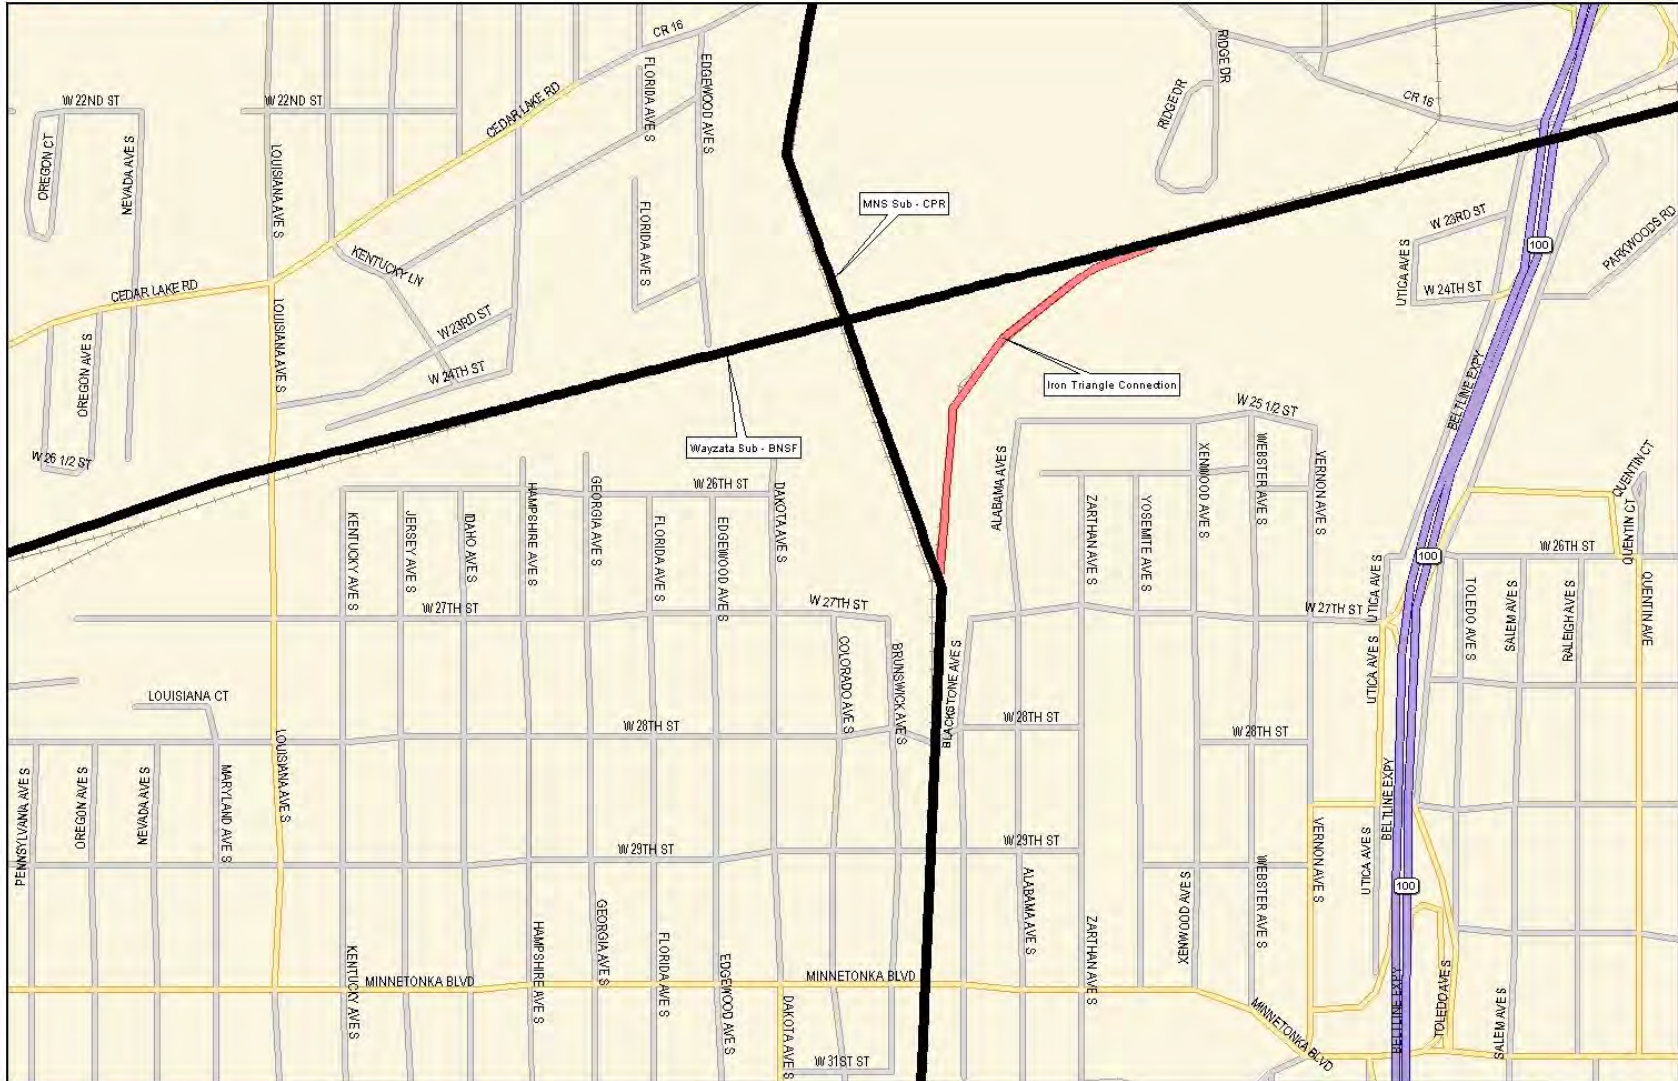 CR 16
RIDGE DR
RIDGE DR
CR 16
W 22ND ST
W 22ND ST
CEDAR LAKE RD
FLORIDA AVE S
EDGEWOOD AVE S
OREGON CT
NEVADA AVE S
LOUISIANA AVE S
FLORIDA AVE S
MNS Sub - CPR
W 23RD ST
PARKWOODS RD
100
UTICA AVE S
W 24TH ST
KENTUCKY LN
CEDAR LAKE RD
W 23RD ST
LOUISIANA AVE S
OREGON AVE S
W 24TH ST
Iron Triangle Connection
BELTLINE EXPY
W 25 1/2 ST
Wayzata Sub - BNSF
W 26 1/2 ST
ALABAMA AVE S
XENWOOD AVE S
WEBSTER AVE S
VERNON AVE S
QUENTIN CT
QUENTIN CT
W 26TH ST
DAKOTA AVE S
HAMPSHIRE AVE S
GEORGIA AVE S
KENTUCKY AVE S
JERSEY AVE S
IDAHO AVE S
FLORIDA AVE S
EDGEWOOD AVE S
ZARTHAN AVE S
YOSEMITE AVE S
100
W 26TH ST
UTICA AVE S
TOLEDO AVE S
SALEM AVE S
RALEIGH AVE S
QUENTIN AVE
W 27TH ST
W 27TH ST
W 27TH ST
COLORADO AVE S
BRUNSWICK AVE S
BLACKSTONE AVE S
UTICA AVE S
LOUISIANA CT
W 28TH ST
W 28TH ST
W 28TH ST
LOUISIANA AVE S
PENNSYLVANIA AVE S
OREGON AVE S
NEVADA AVE S
MARYLAND AVE S
BELTLINE EXPY
W 29TH ST
W 29TH ST
VERNON AVE S
UTICA AVE S
100
ALABAMA AVE S
WEBSTER AVE S
XENWOOD AVE S
ZARTHAN AVE S
KENTUCKY AVE S
HAMPSHIRE AVE S
GEORGIA AVE S
FLORIDA AVE S
EDGEWOOD AVE S
MINNETONKA BLVD
MINNETONKA BLVD
MINNETONKA BLVD
DAKOTA AVE S
W 31ST ST
BELTLINE EXPY
TOLEDO AVE S
SALEM AVE S